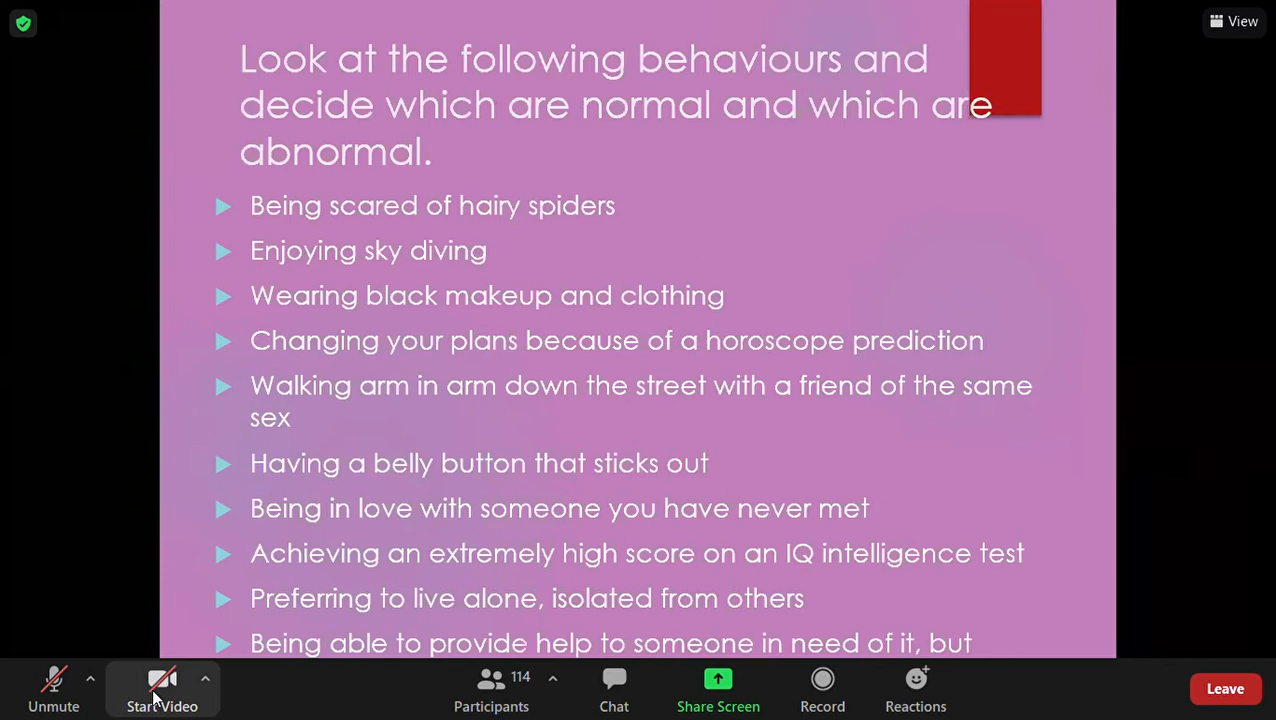 View
Look at the following behaviours and
decide which are normal and which are
abnormal.
Being scared of hairy spiders
Enjoying sky diving
Wearing black makeup and clothing
Changing your plans because of a horoscope prediction
Walking arm in arm down the street with a friend of the same
sex
Having a belly button that sticks out
Being in love with someone you have never met
Achieving an extremely high score on an IQ intelligence test
Preferring to live alone, isolated from others
Being able to provide help to someone in need of it, but
Unmute
Start Video
Participants 114
Chat
Share Screen
Record
Reactions
Leave